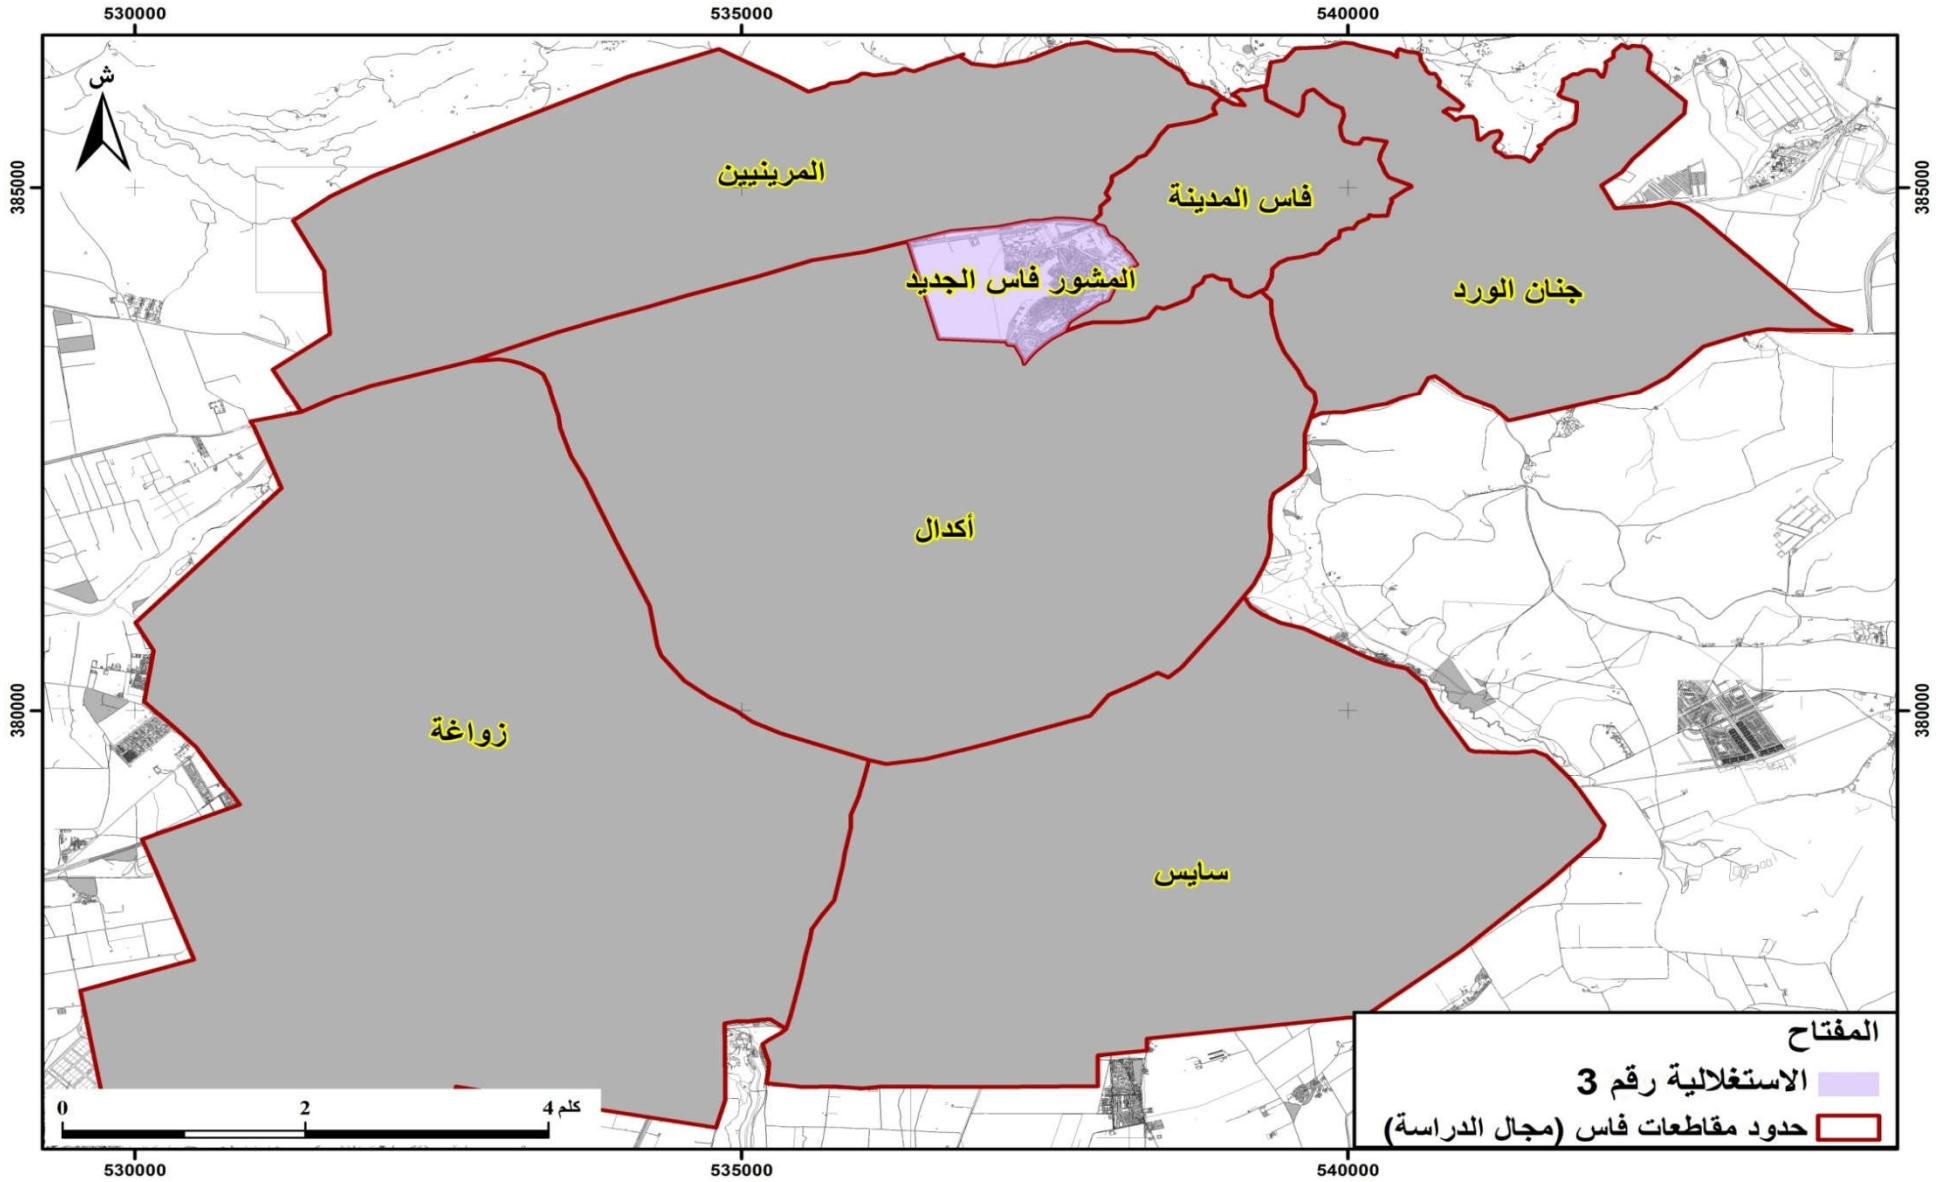 530000 535000 540000
ش
385000 385000
المرينيين
فاس المدينة
المشور فاس الجديد
جنان الورد
أكدال
380000 380000
زواغة
سايس
المفتاح
الاستغلالية رقم 3
حدود مقاطعات فاس (مجال الدراسة)
0 2 4 كلم
530000 535000 540000